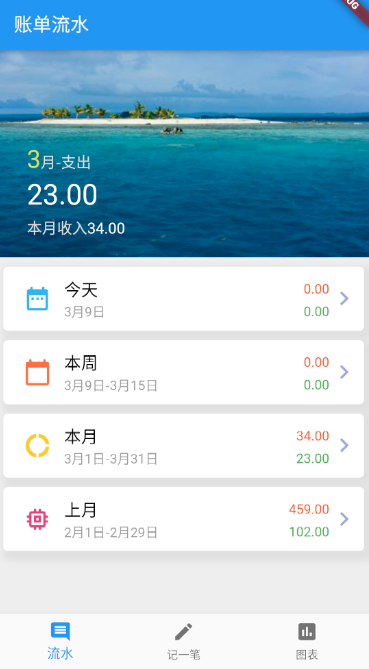 账单流水
3月-支出
23.00
本月收入34.00
今天
0.00
3月9日
0.00
本周
0.00
3月9日-3月15日
0.00
本月
34.00
3月1日-3月31日
23.00
上月
459.00
2月1日-2月29日
102.00
流水
记一笔
图表